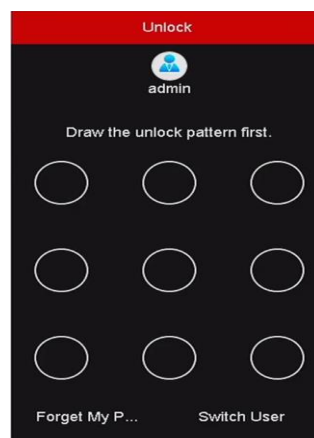 Unlock
admin
Draw the unlock pattern first.
Forget My P...
Switch User